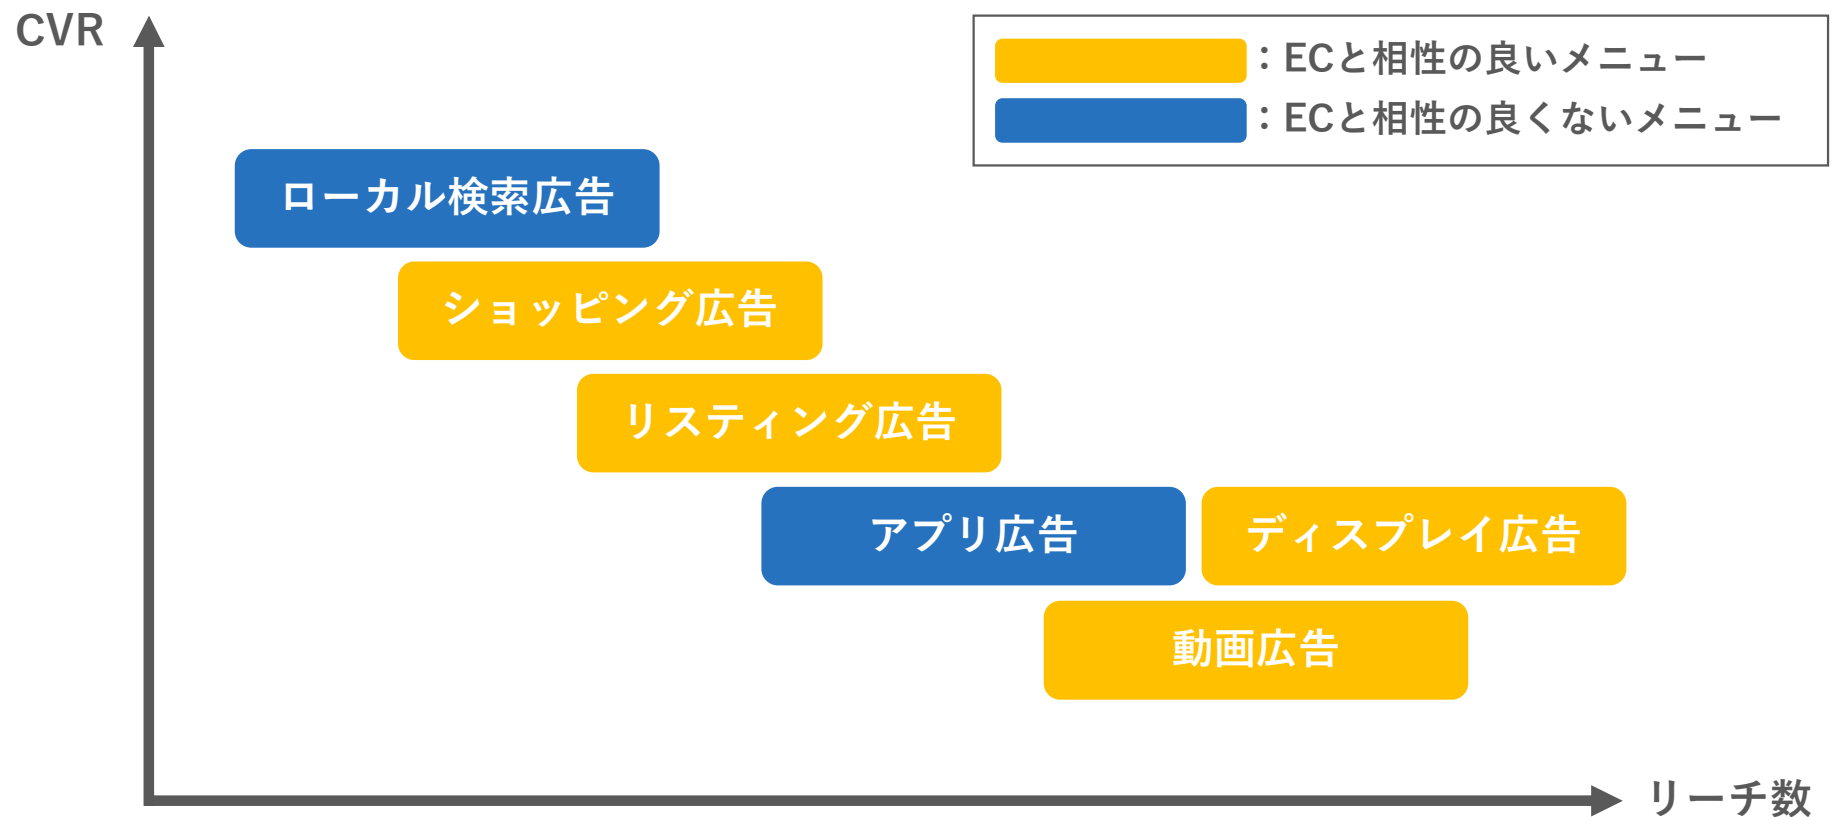 CVR
：ECと相性の良いメニュー
：ECと相性の良くないメニュー
ローカル検索広告
ショッピング広告
リスティング広告
アプリ広告
ディスプレイ広告
動画広告
リーチ数